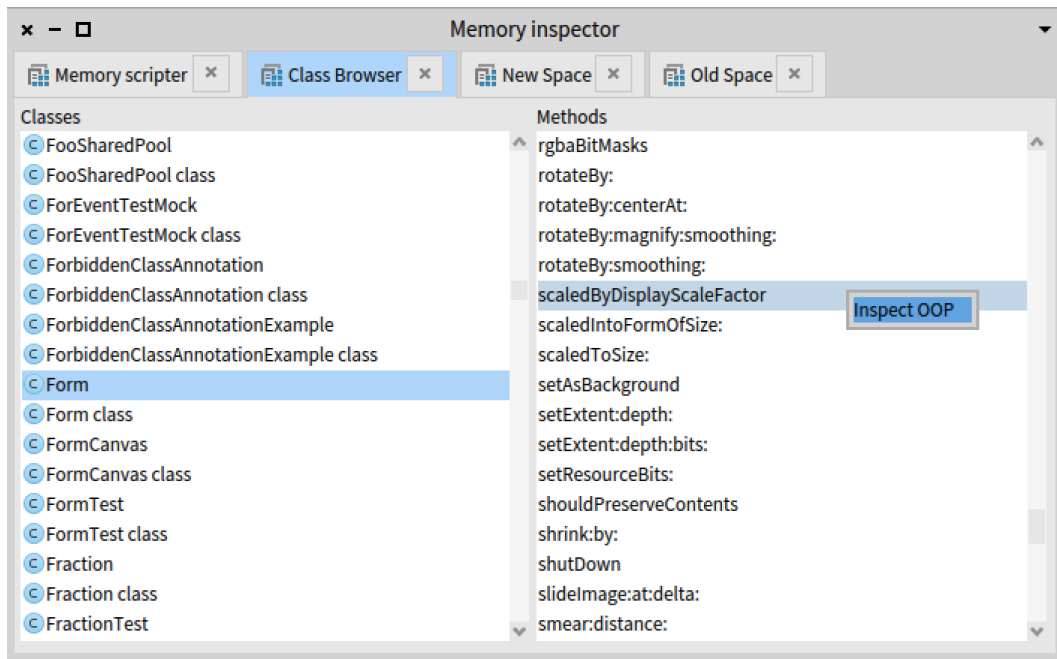 Memory inspector
Memory scripter
Class Browser
New Space
Old Space
Classes
FooSharedPool
FooSharedPool class
ForEventTestMock
ForEventTestMock class
ForbiddenClassAnnotation
ForbiddenClassAnnotation class
ForbiddenClassAnnotationExample
ForbiddenClassAnnotationExample class
Form
Form class
FormCanvas
FormCanvas class
FormTest
FormTest class
Fraction
Fraction class
FractionTest
Methods
rgbaBitMasks
rotateBy:
rotateBy:centerAt:
rotateBy:magnify:smoothing:
rotateBy:smoothing:
scaledByDisplayScaleFactor
Inspect OOP
scaledIntoFormOfSize:
scaledToSize:
setAsBackground
setExtent:depth:
setExtent:depth:bits:
setResourceBits:
shouldPreserveContents
shrink:by:
shutDown
slideImage:at:delta:
smear:distance: